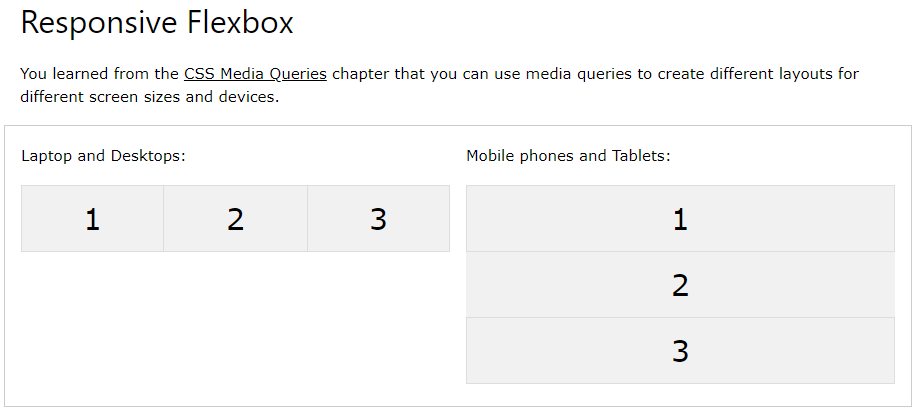 Responsive Flexbox
You learned from the CSS Media Queries chapter that you can use media queries to create different layouts for
different screen sizes and devices.
Laptop and Desktops:
1 2 3
Mobile phones and Tablets:
1
2
3